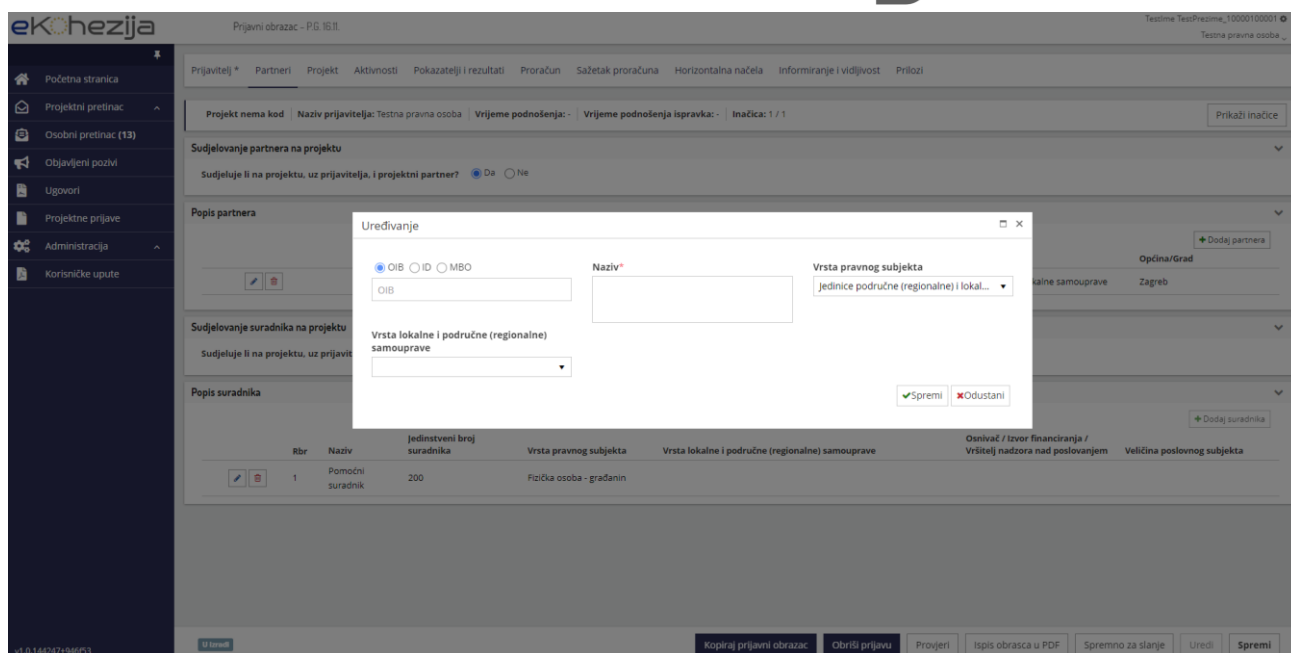 eKohezija
Prijavni obrazac - P.6. 16.11.
TestIme TestPrezime_10000100001
Testna pravna osoba
Početna stranica
Projektni pretinac
Osobni pretinac (13)
Objavljeni pozivi
Ugovori
Projektne prijave
Administracija
Korisničke upute
Prijavitelj * Partneri Projekt Aktivnosti Pokazatelji i rezultati Proračun Sažetak proračuna Horizontalna načela Informiranje i vidljivost Prilozi
Projekt nema kod Naziv prijavitelja: Testna pravna osoba Vrijeme podnošenja: - Vrijeme podnošenja ispravka: - Inačica: 1 / 1 Prikaži inačice
Sudjelovanje partnera na projektu
Sudjeluje li na projektu, uz prijavitelja, i projektni partner? Da Ne
Popis partnera
Dodaj partnera
Općina/Grad
kalne samouprave Zagreb
Uređivanje
OIB ID MBO
OIB
Naziv*
Vrsta pravnog subjekta
Jedinice područne (regionalne) i lokal...
Vrsta lokalne i područne (regionalne)
samouprave
Spremi Odustani
Sudjelovanje suradnika na projektu
Sudjeluje li na projektu, uz prijavit
Popis suradnika
Dodaj suradnika
Rbr Naziv Jedinstveni broj suradnika Vrsta pravnog subjekta Vrsta lokalne i područne (regionalne) samouprave Osnivač / Izvor financiranja / Vršitelj nadzora nad poslovanjem Veličina poslovnog subjekta
1 Pomoćni suradnik 200 Fizička osoba - građanin
v1.0.144247+946f53
U izradi
Kopiraj prijavni obrazac Obriši prijavu Provjeri Ispis obrasca u PDF Spremno za slanje Uredi Spremi